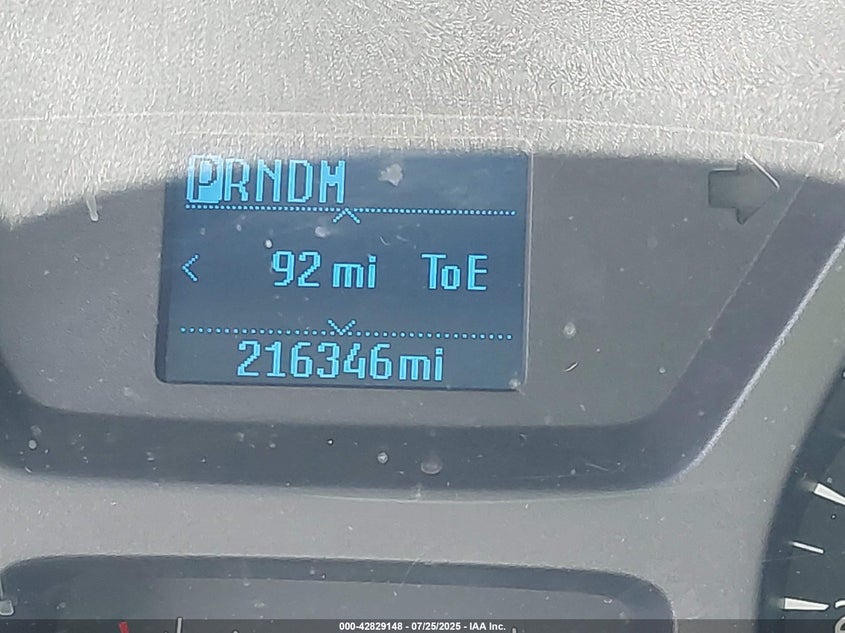 PRNDM
92 mi ToE
216346mi
000-42829148 - 07/25/2025 - IAA Inc.